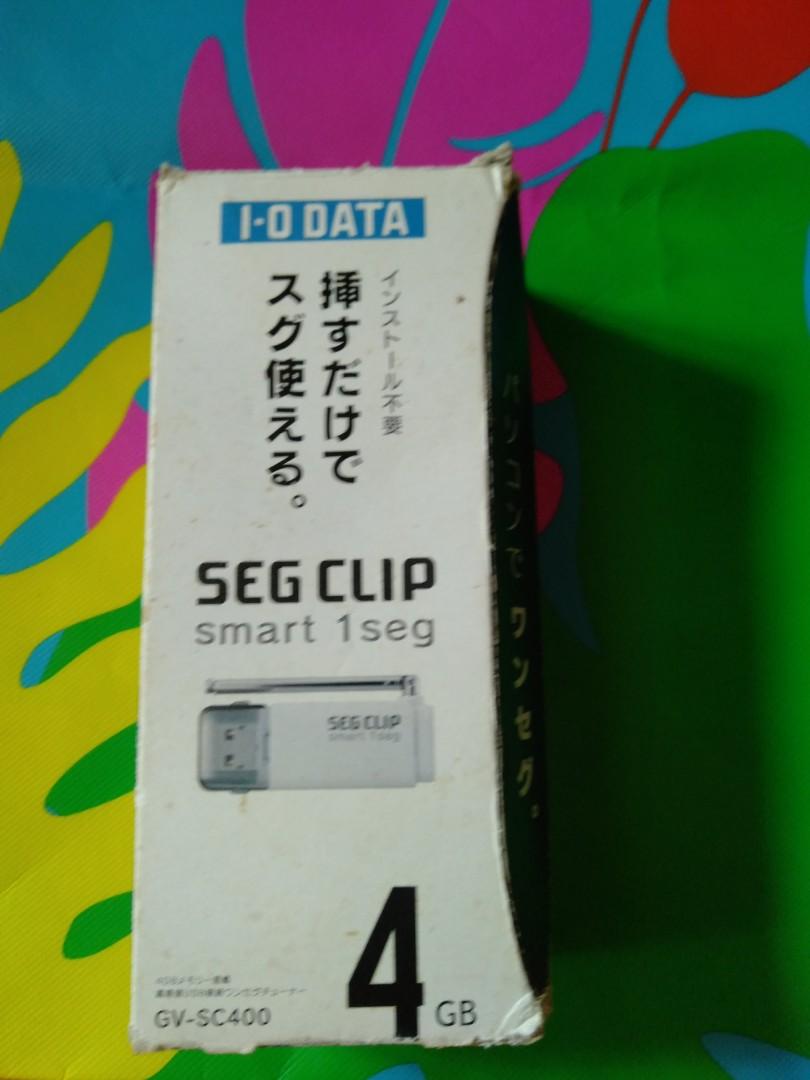 I-O DATA
インストール不要
挿すだけで
スグ使える。
SEG CLIP
smart 1seg
SEG CLIP
smart 1seg
4GB
GV-SC400
パソコンでワンセグ。